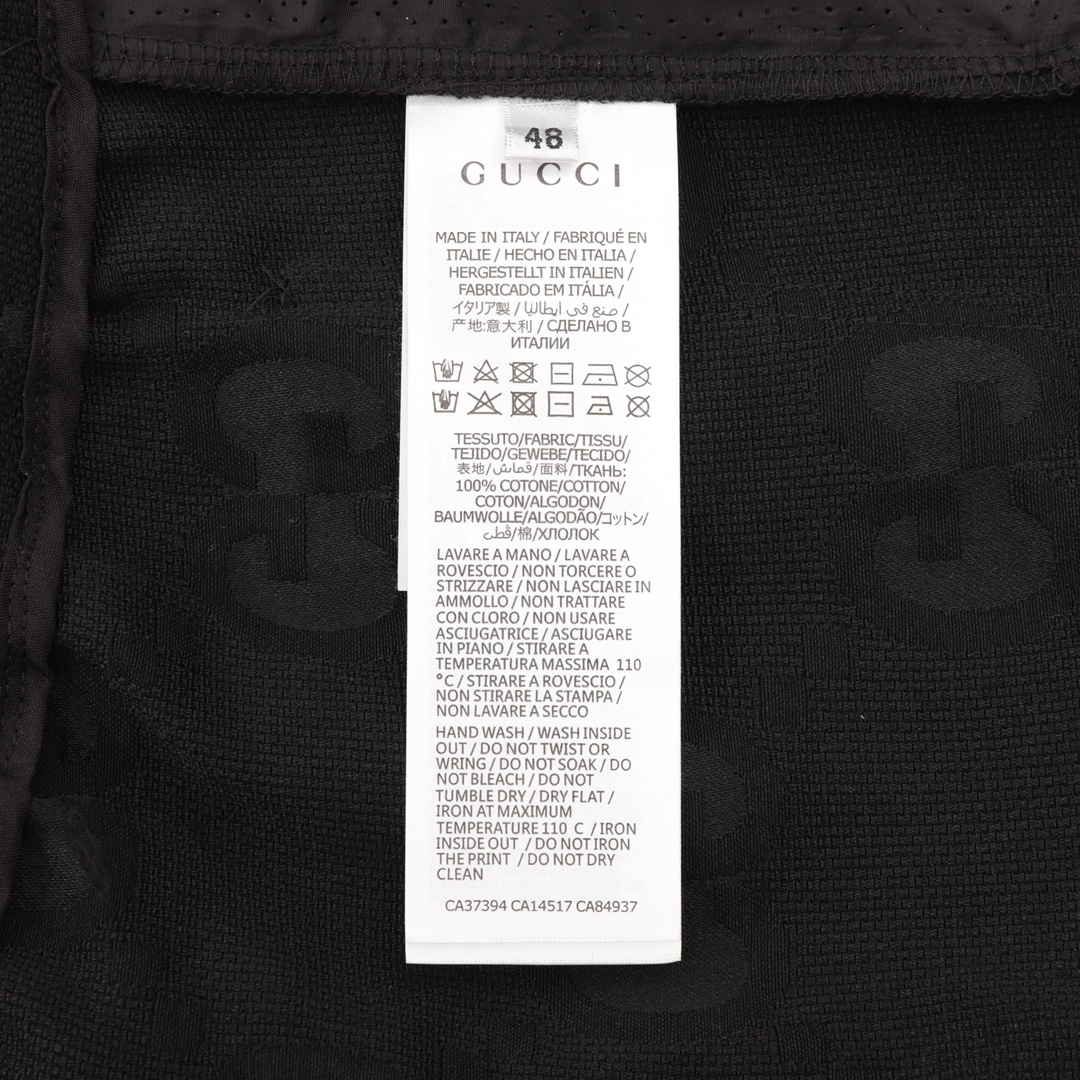 48
GUCCI
MADE IN ITALY / FABRIQUÉ EN
ITALIE / HECHO EN ITALIA /
HERGESTELLT IN ITALIEN /
FABRICADO EM ITÁLIA /
イタリア製 / صنع في ايطاليا /
产地:意大利 / СДЕЛАНО В
ИТАЛИИ
TESSUTO/FABRIC/TISSU/
TEJIDO/GEWEBE/TECIDO/
表地/قماش/面料/ТКАНЬ:
100% COTONE/COTTON/
COTON/ALGODON/
BAUMWOLLE/ALGODÃO/コットン/
قطن/棉/ХЛОПОК
LAVARE A MANO / LAVARE A
ROVESCIO / NON TORCERE O
STRIZZARE / NON LASCIARE IN
AMMOLLO / NON TRATTARE
CON CLORO / NON USARE
ASCIUGATRICE / ASCIUGARE
IN PIANO / STIRARE A
TEMPERATURA MASSIMA 110
°C / STIRARE A ROVESCIO /
NON STIRARE LA STAMPA /
NON LAVARE A SECCO
HAND WASH / WASH INSIDE
OUT / DO NOT TWIST OR
WRING / DO NOT SOAK / DO
NOT BLEACH / DO NOT
TUMBLE DRY / DRY FLAT /
IRON AT MAXIMUM
TEMPERATURE 110 C / IRON
INSIDE OUT / DO NOT IRON
THE PRINT / DO NOT DRY
CLEAN
CA37394 CA14517 CA84937